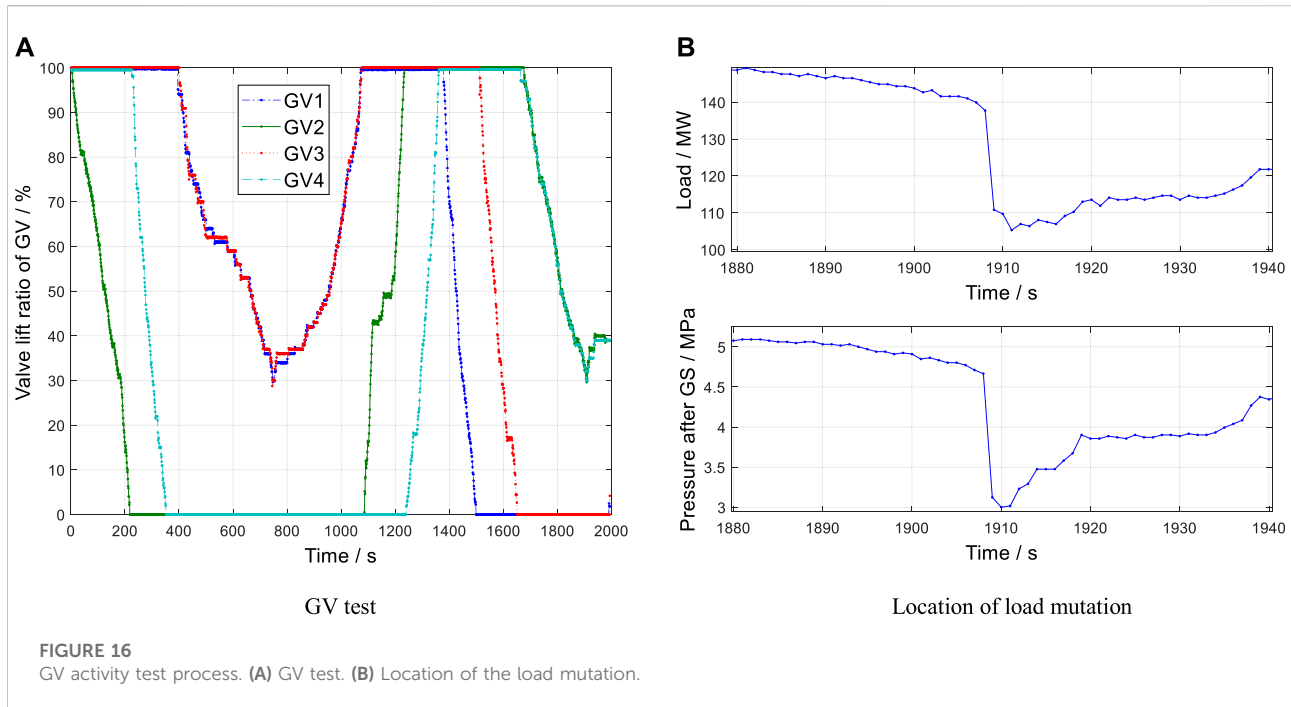 A
Valve lift ratio of GV / %
100
90
80
70
60
50
40
30
20
10
0
GV1
GV2
GV3
GV4
0 200 400 600 800 1000 1200 1400 1600 1800 2000
Time / s
GV test
B
Load / MW
140
130
120
110
100
1880 1890 1900 1910 1920 1930 1940
Time / s
Pressure after GS / MPa
5
4.5
4
3.5
3
1880 1890 1900 1910 1920 1930 1940
Time / s
Location of load mutation
FIGURE 16
GV activity test process. (A) GV test. (B) Location of the load mutation.